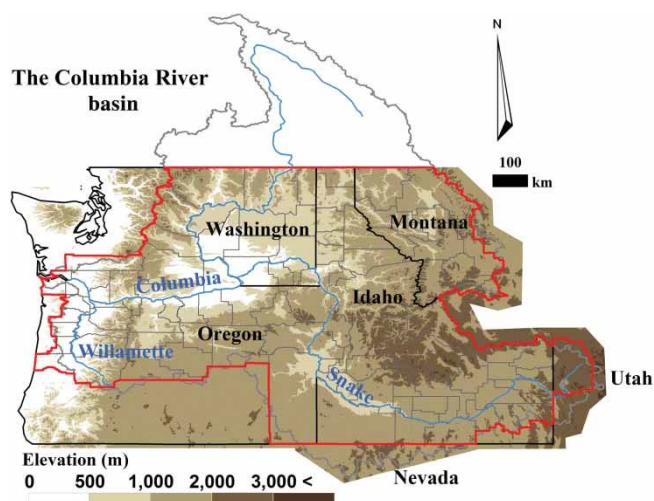 The Columbia River
basin
N
100
km
Washington
Montana
Columbia
Idaho
Oregon
Willamette
Snake
Utah
Nevada
Elevation (m)
0 500 1,000 2,000 3,000 <